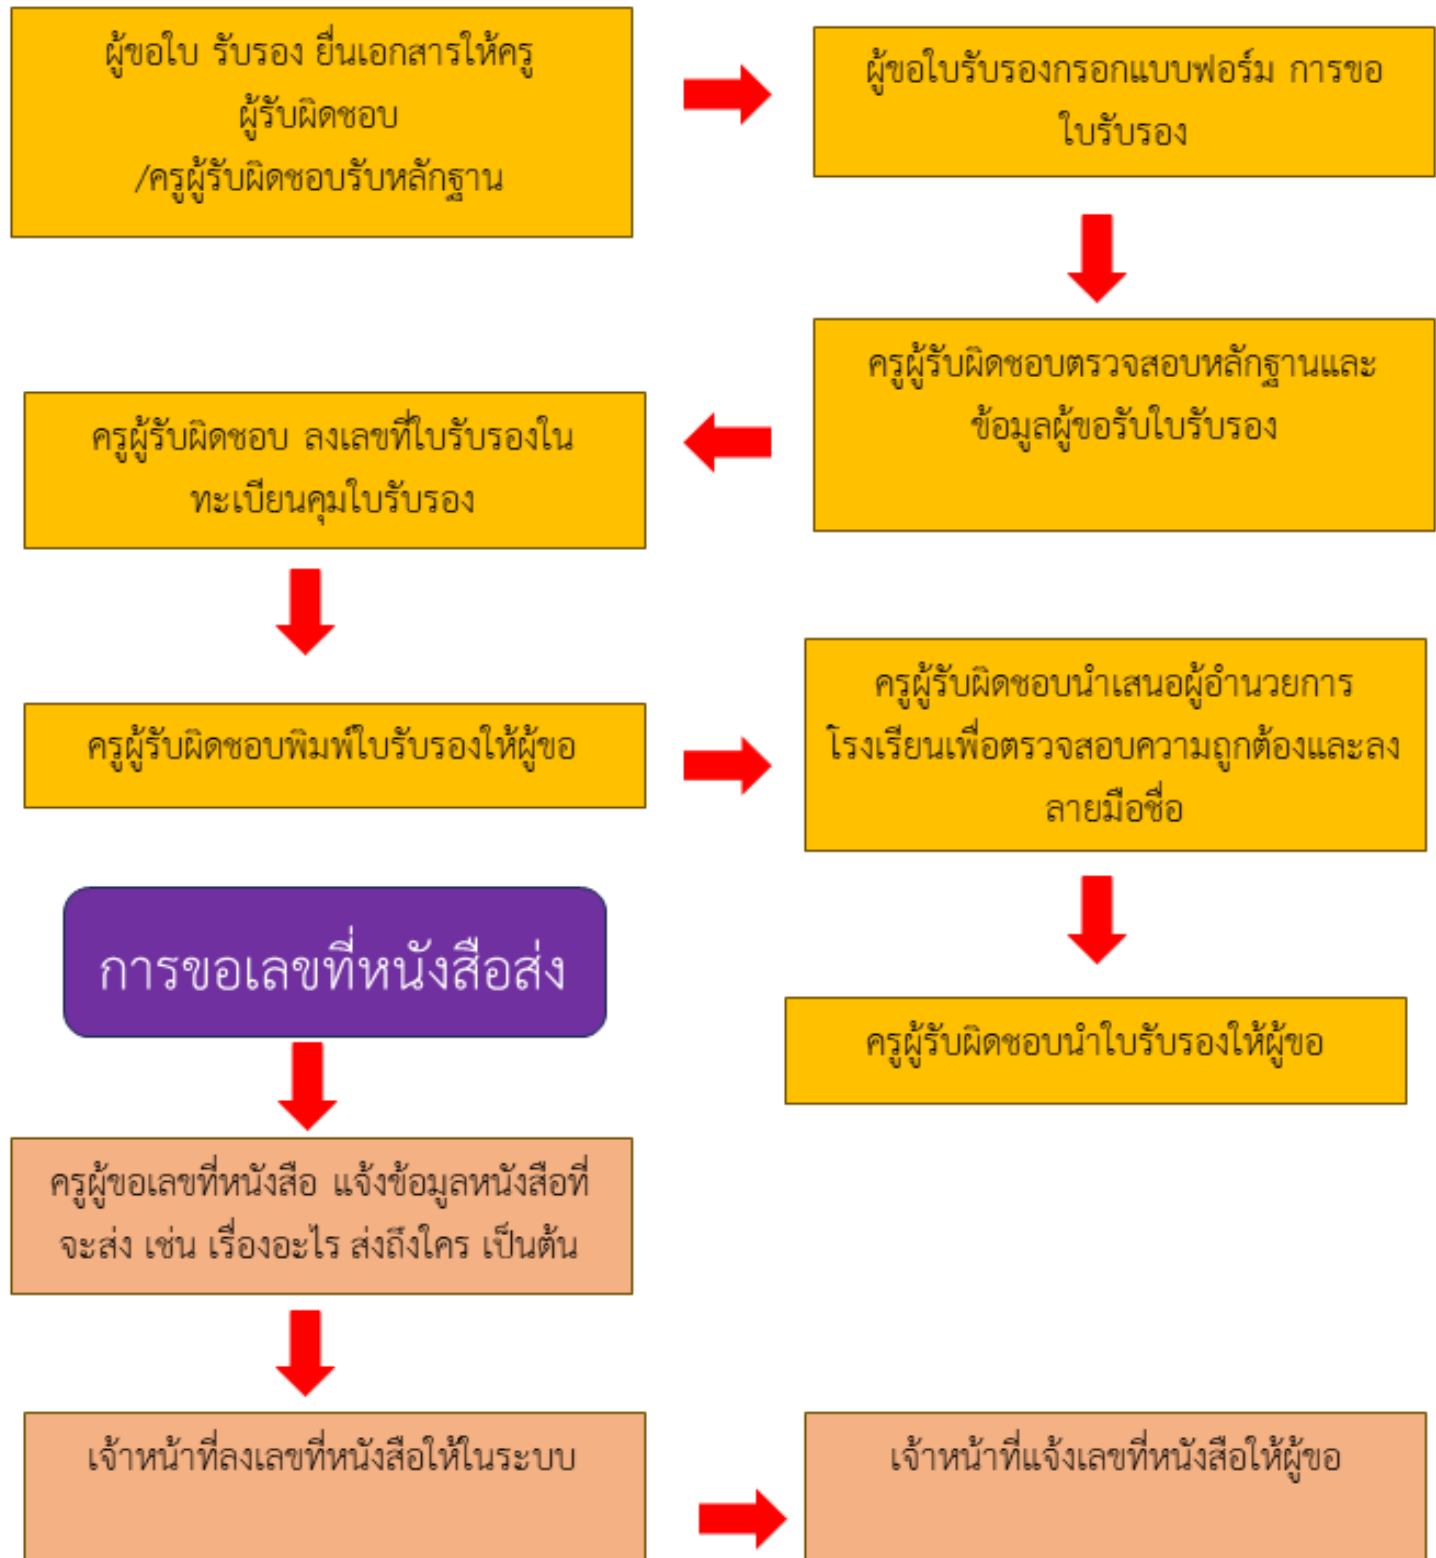 ผู้ขอใบ รับรอง ยื่นเอกสารให้ครู
ผู้รับผิดชอบ
/ครูผู้รับผิดชอบรับหลักฐาน
ผู้ขอใบรับรองกรอกแบบฟอร์ม การขอ
ใบรับรอง
ครูผู้รับผิดชอบตรวจสอบหลักฐานและ
ข้อมูลผู้ขอรับใบรับรอง
ครูผู้รับผิดชอบ ลงเลขที่ใบรับรองใน
ทะเบียนคุมใบรับรอง
ครูผู้รับผิดชอบพิมพ์ใบรับรองให้ผู้ขอ
ครูผู้รับผิดชอบนำเสนอผู้อำนวยการ
โรงเรียนเพื่อตรวจสอบความถูกต้องและลง
ลายมือชื่อ
ครูผู้รับผิดชอบนำใบรับรองให้ผู้ขอ
การขอเลขที่หนังสือส่ง
ครูผู้ขอเลขที่หนังสือ แจ้งข้อมูลหนังสือที่
จะส่ง เช่น เรื่องอะไร ส่งถึงใคร เป็นต้น
เจ้าหน้าที่ลงเลขที่หนังสือให้ในระบบ
เจ้าหน้าที่แจ้งเลขที่หนังสือให้ผู้ขอ